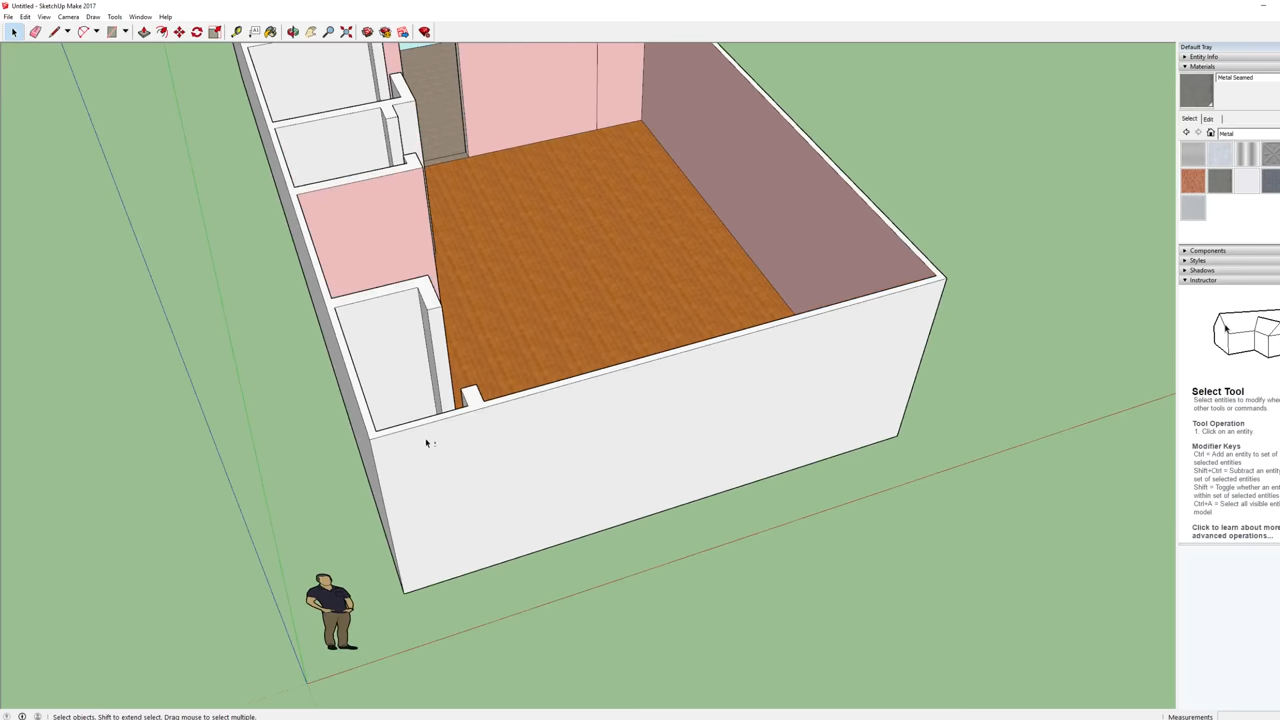 Untitled - SketchUp Make 2017
File Edit View Camera Draw Tools Window Help
Default Tray
Entity Info
Materials
Metal Seamed
Select Edit
Metal
Components
Styles
Shadows
Instructor
Select Tool
Select entities to modify whe
other tools or commands
Tool Operation
1. Click on an entity.
Modifier Keys
Ctrl = Add an entity to set of
selected entities
Shift+Ctrl = Subtract an entity
set of selected entities
Shift = Toggle whether an ent
within set of selected entities
Ctrl+A = Select all visible enti
model
Click to learn about more
advanced operations...
Select objects. Shift to extend select. Drag mouse to select multiple.
Measurements